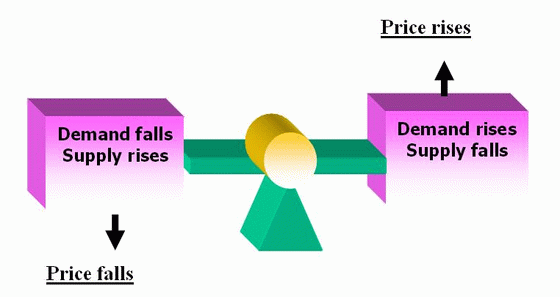 Price rises
Demand falls
Supply rises
Demand rises
Supply falls
Price falls